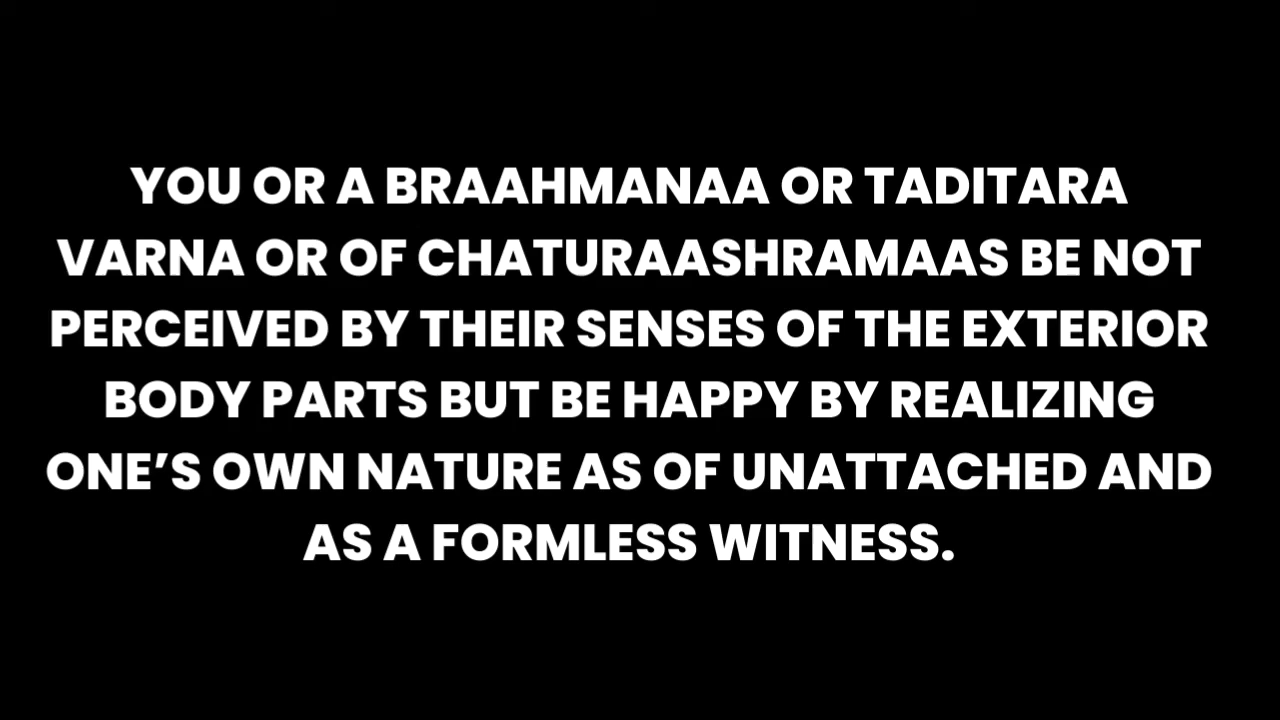 YOU OR A BRAAHMANAA OR TADITARA
VARNA OR OF CHATURAASHRAMAAS BE NOT
PERCEIVED BY THEIR SENSES OF THE EXTERIOR
BODY PARTS BUT BE HAPPY BY REALIZING
ONE’S OWN NATURE AS OF UNATTACHED AND
AS A FORMLESS WITNESS.